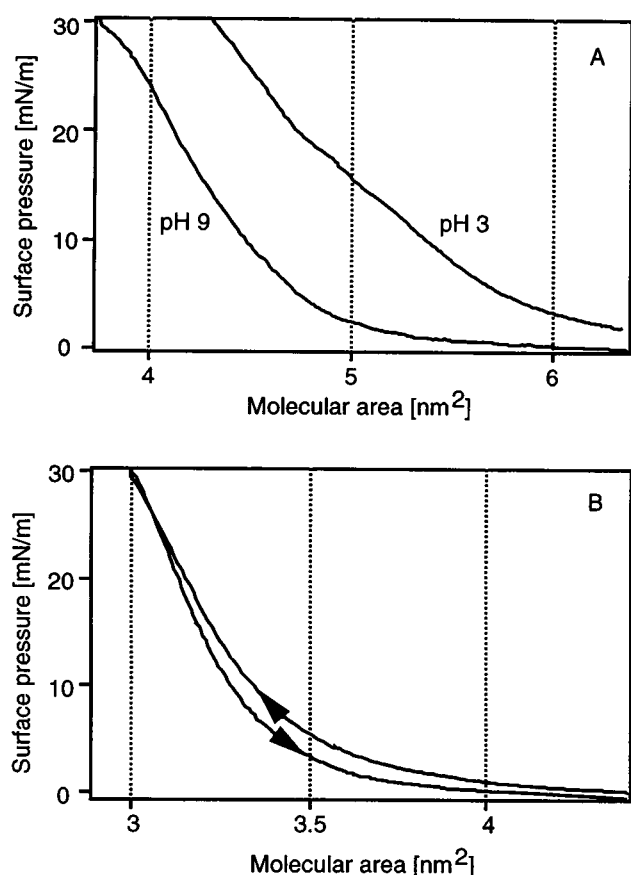 A
Surface pressure [mN/m]
30
20
10
0
pH 9
pH 3
4
5
6
Molecular area [nm2]
B
Surface pressure [mN/m]
30
20
10
0
3
3.5
4
Molecular area [nm2]